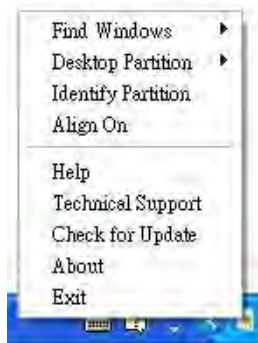 Find Windows
Desktop Partition
Identify Partition
Align On
Help
Technical Support
Check for Update
About
Exit